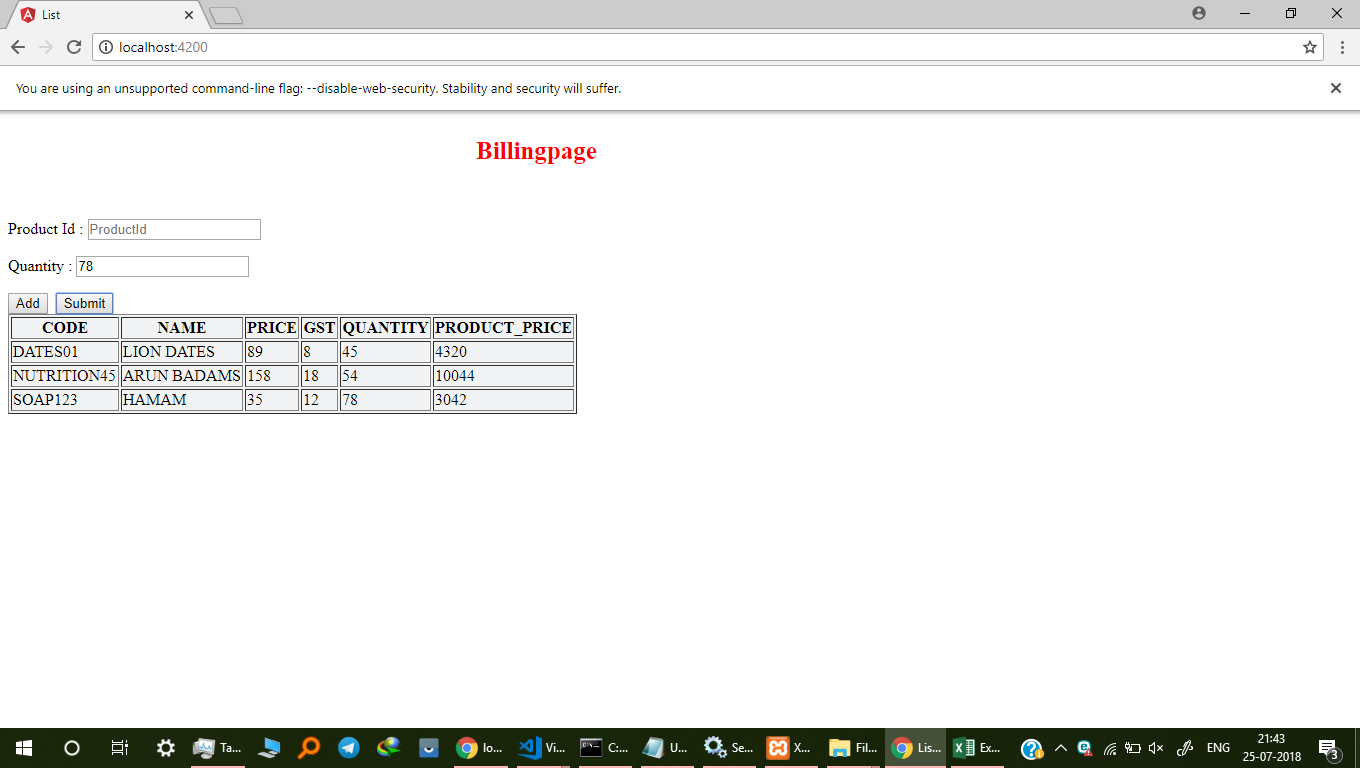 List
localhost:4200
You are using an unsupported command-line flag: --disable-web-security. Stability and security will suffer.
Billingpage
Product Id : ProductId
Quantity : 78
Add Submit
CODE NAME PRICE GST QUANTITY PRODUCT_PRICE
DATES01 LION DATES 89 8 45 4320
NUTRITION45 ARUN BADAMS 158 18 54 10044
SOAP123 HAMAM 35 12 78 3042
Ta... lo... Vi... C:... U... Se... X... Fil... Lis... Ex... ENG 21:43
25-07-2018 3